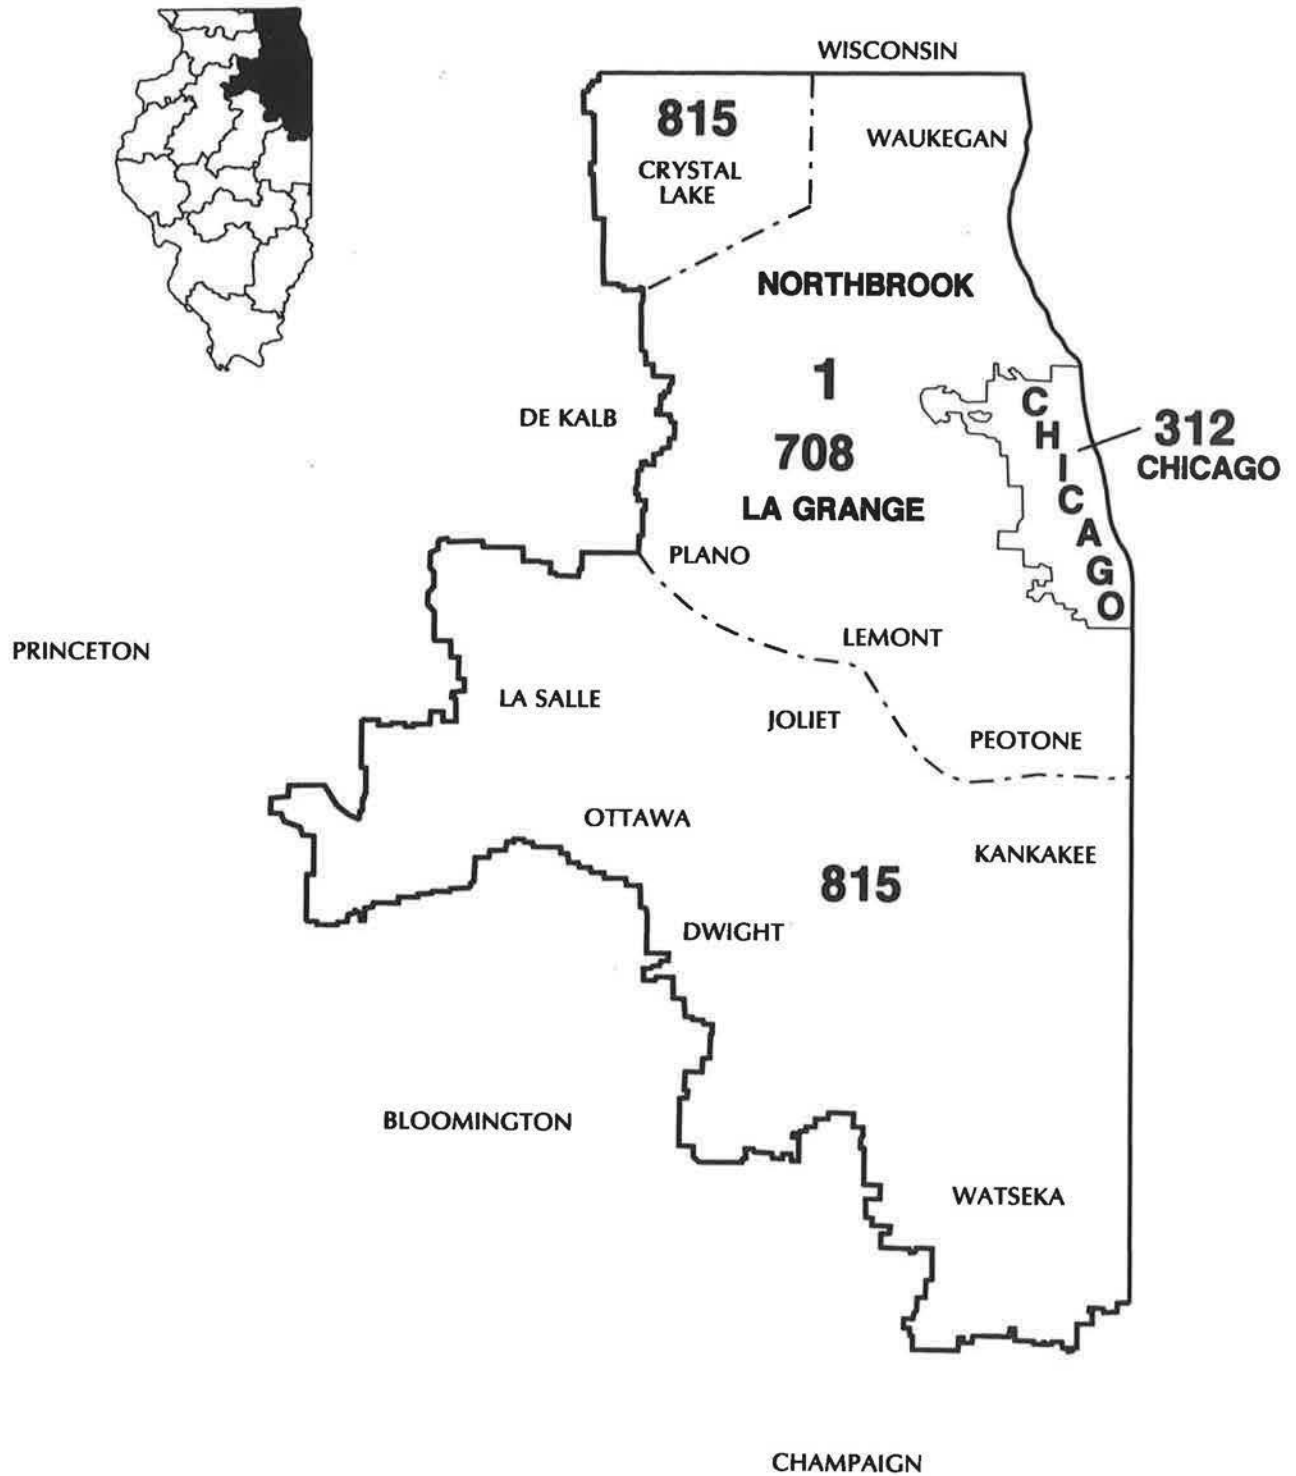 WISCONSIN
815
CRYSTAL
LAKE
WAUKEGAN
NORTHBROOK
1
708
LA GRANGE
DE KALB
CHICAGO
312
CHICAGO
PLANO
LEMONT
PRINCETON
LA SALLE
JOLIET
PEOTONE
OTTAWA
KANKAKEE
815
DWIGHT
BLOOMINGTON
WATSEKA
CHAMPAIGN